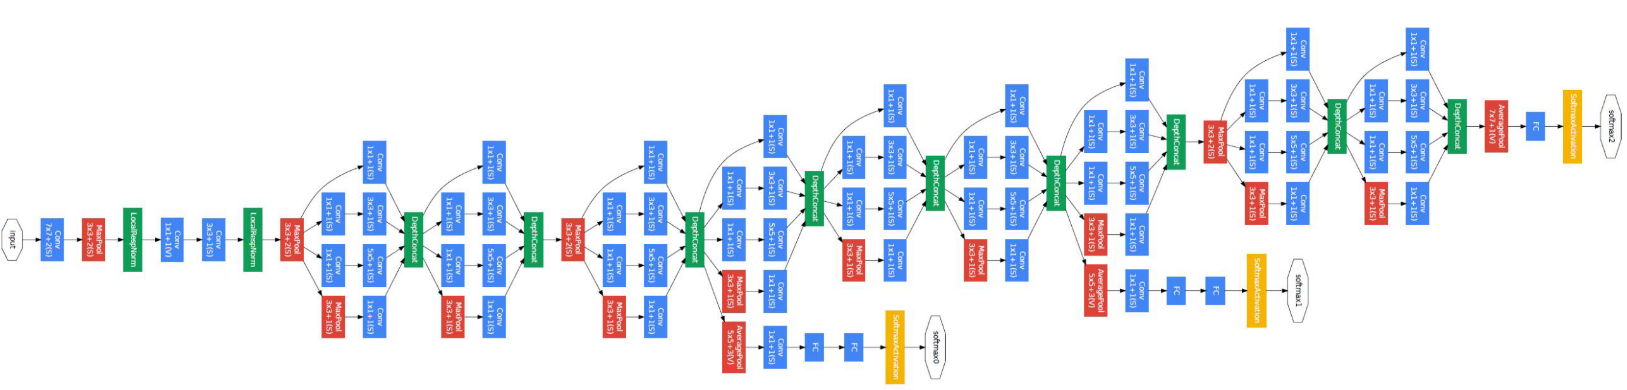 input
Conv
7x7+2(S)
MaxPool
3x3+2(S)
LocalRespNorm
Conv
1x1+1(V)
Conv
3x3+1(S)
LocalRespNorm
MaxPool
3x3+2(S)
Conv
1x1+1(S)
Conv
1x1+1(S)
Conv
3x3+1(S)
Conv
1x1+1(S)
Conv
5x5+1(S)
MaxPool
3x3+1(S)
Conv
1x1+1(S)
DepthConcat
Conv
1x1+1(S)
Conv
1x1+1(S)
Conv
3x3+1(S)
Conv
1x1+1(S)
Conv
5x5+1(S)
MaxPool
3x3+1(S)
Conv
1x1+1(S)
DepthConcat
MaxPool
3x3+2(S)
Conv
1x1+1(S)
Conv
1x1+1(S)
Conv
3x3+1(S)
Conv
1x1+1(S)
Conv
5x5+1(S)
MaxPool
3x3+1(S)
Conv
1x1+1(S)
DepthConcat
Conv
1x1+1(S)
Conv
1x1+1(S)
Conv
3x3+1(S)
Conv
1x1+1(S)
Conv
5x5+1(S)
MaxPool
3x3+1(S)
Conv
1x1+1(S)
AveragePool
5x5+3(V)
Conv
1x1+1(S)
FC
FC
SoftmaxActivation
softmax0
DepthConcat
Conv
1x1+1(S)
Conv
1x1+1(S)
Conv
3x3+1(S)
Conv
1x1+1(S)
Conv
5x5+1(S)
MaxPool
3x3+1(S)
Conv
1x1+1(S)
DepthConcat
Conv
1x1+1(S)
Conv
1x1+1(S)
Conv
3x3+1(S)
Conv
1x1+1(S)
Conv
5x5+1(S)
MaxPool
3x3+1(S)
Conv
1x1+1(S)
DepthConcat
Conv
1x1+1(S)
Conv
1x1+1(S)
Conv
3x3+1(S)
Conv
1x1+1(S)
Conv
5x5+1(S)
MaxPool
3x3+1(S)
Conv
1x1+1(S)
AveragePool
5x5+3(V)
Conv
1x1+1(S)
FC
FC
SoftmaxActivation
softmax1
DepthConcat
MaxPool
3x3+2(S)
Conv
1x1+1(S)
Conv
1x1+1(S)
Conv
3x3+1(S)
Conv
1x1+1(S)
Conv
5x5+1(S)
MaxPool
3x3+1(S)
Conv
1x1+1(S)
DepthConcat
Conv
1x1+1(S)
Conv
1x1+1(S)
Conv
3x3+1(S)
Conv
1x1+1(S)
Conv
5x5+1(S)
MaxPool
3x3+1(S)
Conv
1x1+1(S)
DepthConcat
AveragePool
7x7+1(V)
FC
SoftmaxActivation
softmax2